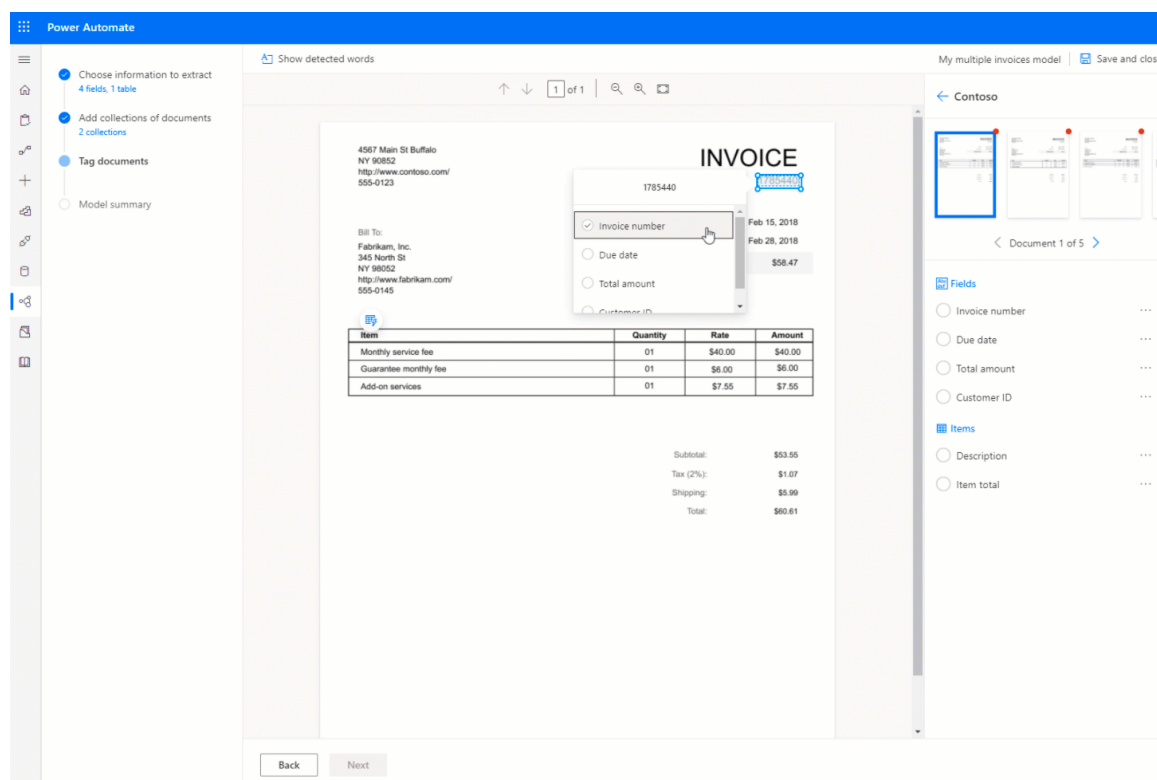 Power Automate
Choose information to extract
4 fields, 1 table
Add collections of documents
2 collections
Tag documents
Model summary
Show detected words
My multiple invoices model
Save and clos
1 of 1
4567 Main St Buffalo
NY 90852
http://www.contoso.com/
555-0123
INVOICE
1785440
1785440
Invoice number
Due date
Total amount
Customer ID
Feb 15, 2018
Feb 28, 2018
$58.47
Bill To:
Fabrikam, Inc.
345 North St
NY 98052
http://www.fabrikam.com/
555-0145
Item Quantity Rate Amount
Monthly service fee 01 $40.00 $40.00
Guarantee monthly fee 01 $6.00 $6.00
Add-on services 01 $7.55 $7.55
Subtotal: $53.55
Tax (2%): $1.07
Shipping: $5.99
Total: $60.61
Contoso
Document 1 of 5
Fields
Invoice number
Due date
Total amount
Customer ID
Items
Description
Item total
Back
Next